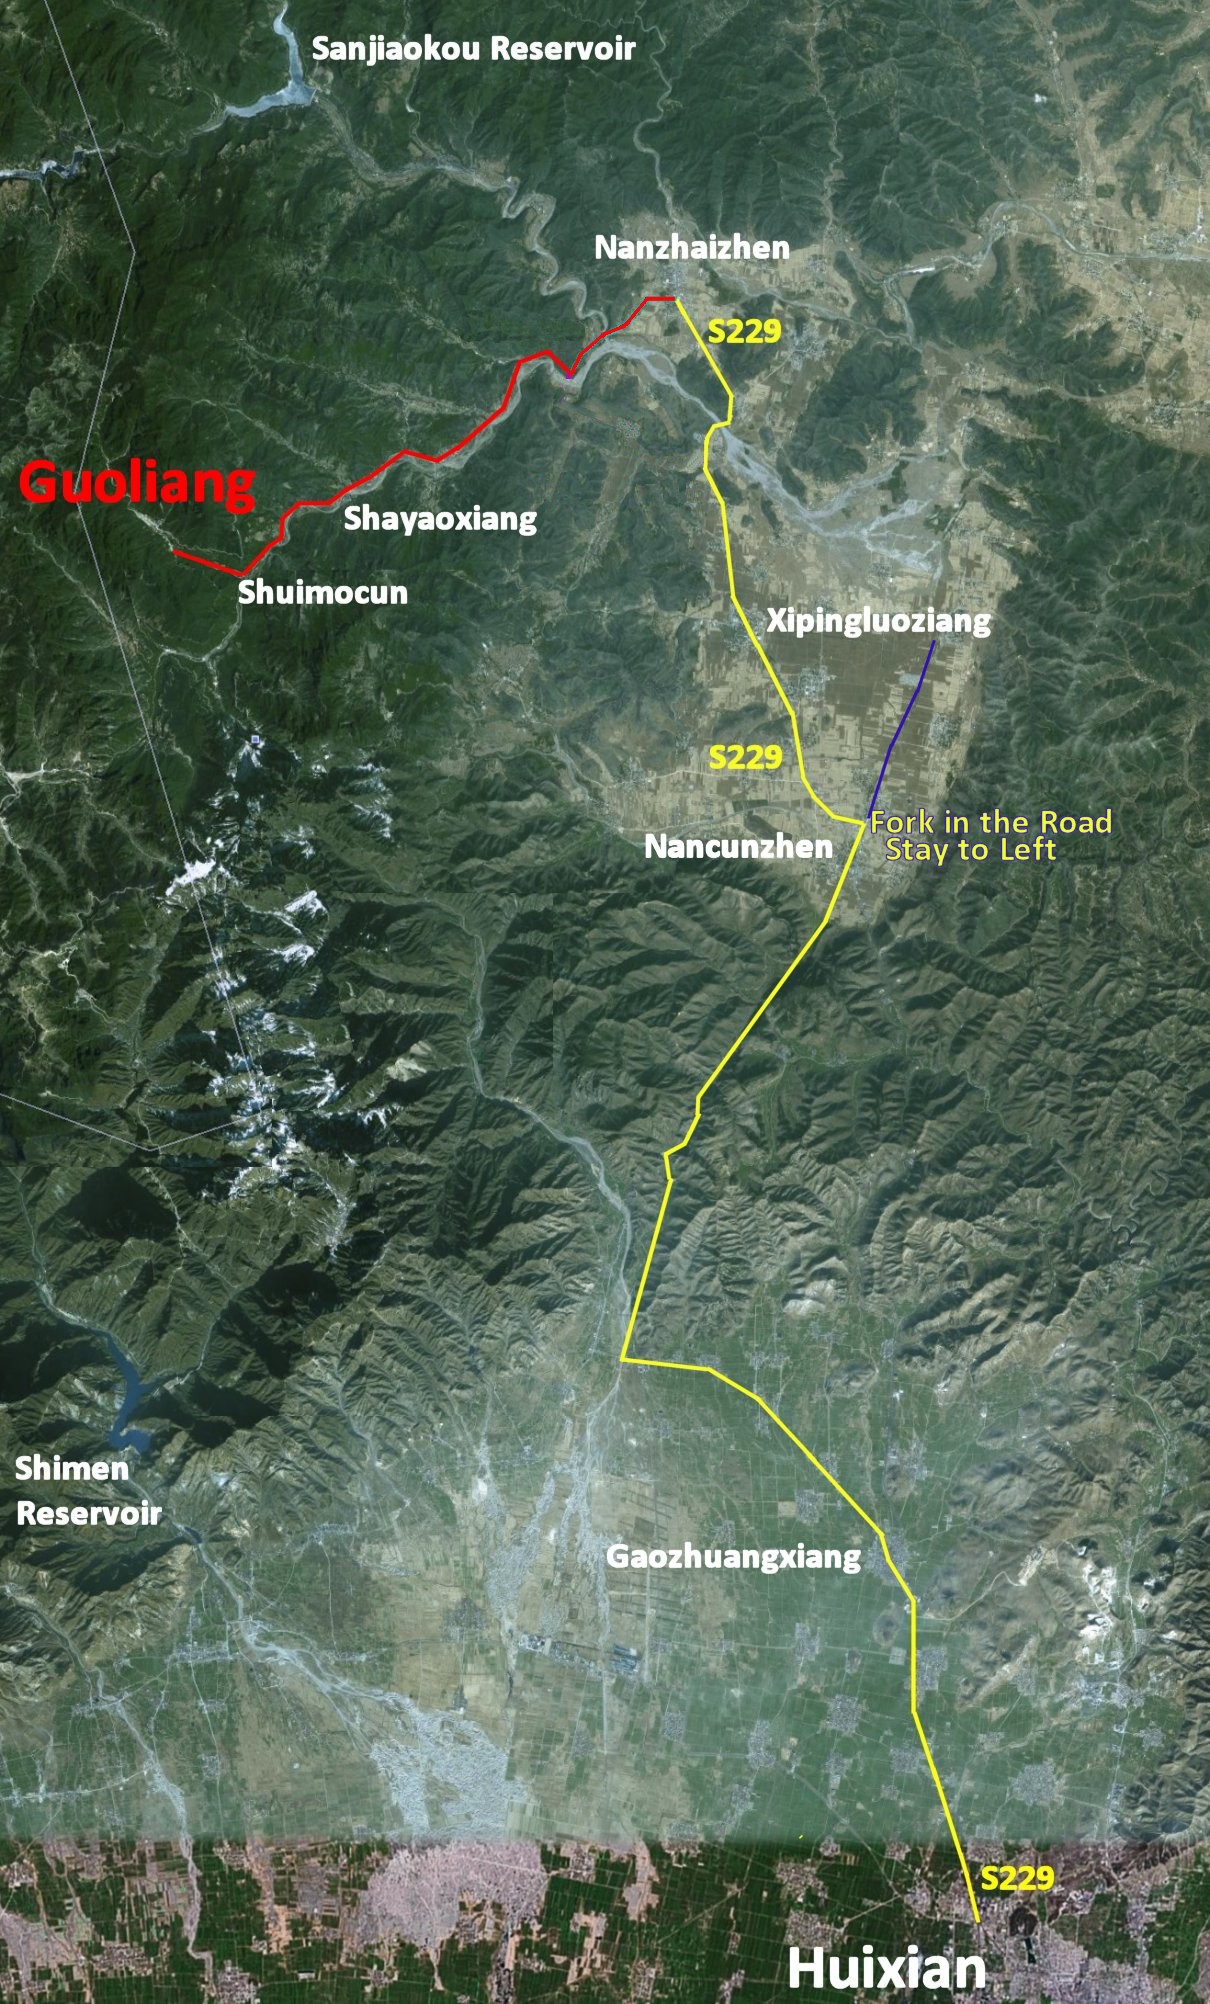 Sanjiaokou Reservoir
Nanzhaizhen
S229
Guoliang
Shayaoxiang
Shuimocun
Xipingluoziang
S229
Fork in the Road
Stay to Left
Nancunzhen
Shimen
Reservoir
Gaozhuangxiang
S229
Huixian